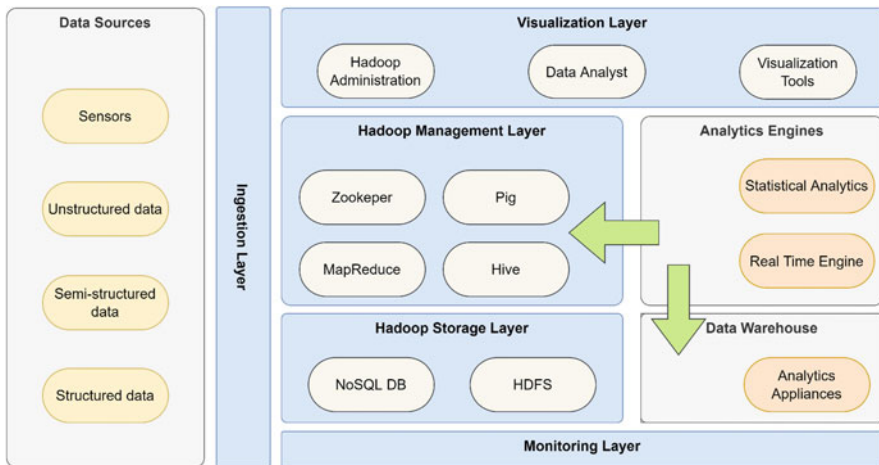 Data Sources
Sensors
Unstructured data
Semi-structured
data
Structured data
Ingestion Layer
Visualization Layer
Hadoop
Administration
Data Analyst
Visualization
Tools
Hadoop Management Layer
Zookeper
Pig
MapReduce
Hive
Analytics Engines
Statistical Analytics
Real Time Engine
Hadoop Storage Layer
NoSQL DB
HDFS
Data Warehouse
Analytics
Appliances
Monitoring Layer